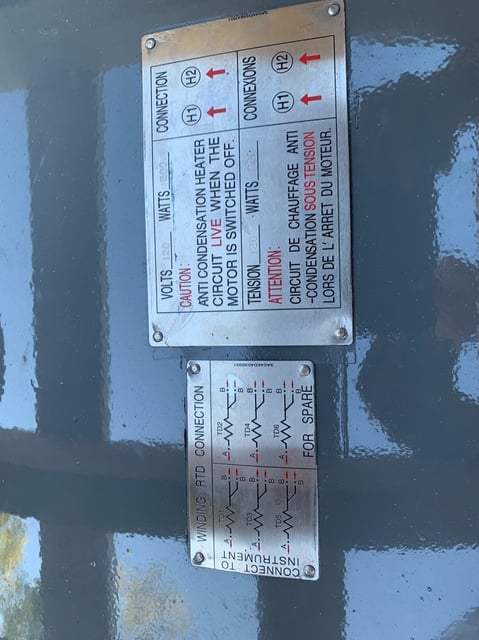 VOLTS 120 WATTS 200
CAUTION:
ANTI CONDENSATION HEATER
CIRCUIT LIVE WHEN THE
MOTOR IS SWITCHED OFF.
CONNECTION
H1 H2
TENSION WATTS
ATTENTION:
CIRCUIT DE CHAUFFAGE ANTI
-CONDENSATION SOUS TENSION
LORS DE L'ARRET DU MOTEUR.
CONNEXIONS
H1 H2
WINDING RTD CONNECTION
CONNECT TO
INSTRUMENT
A TD1 B B
A TD2 B B
A TD3 B B
A TD4 B B
A TD5 B B
A TD6 B B
FOR SPARE